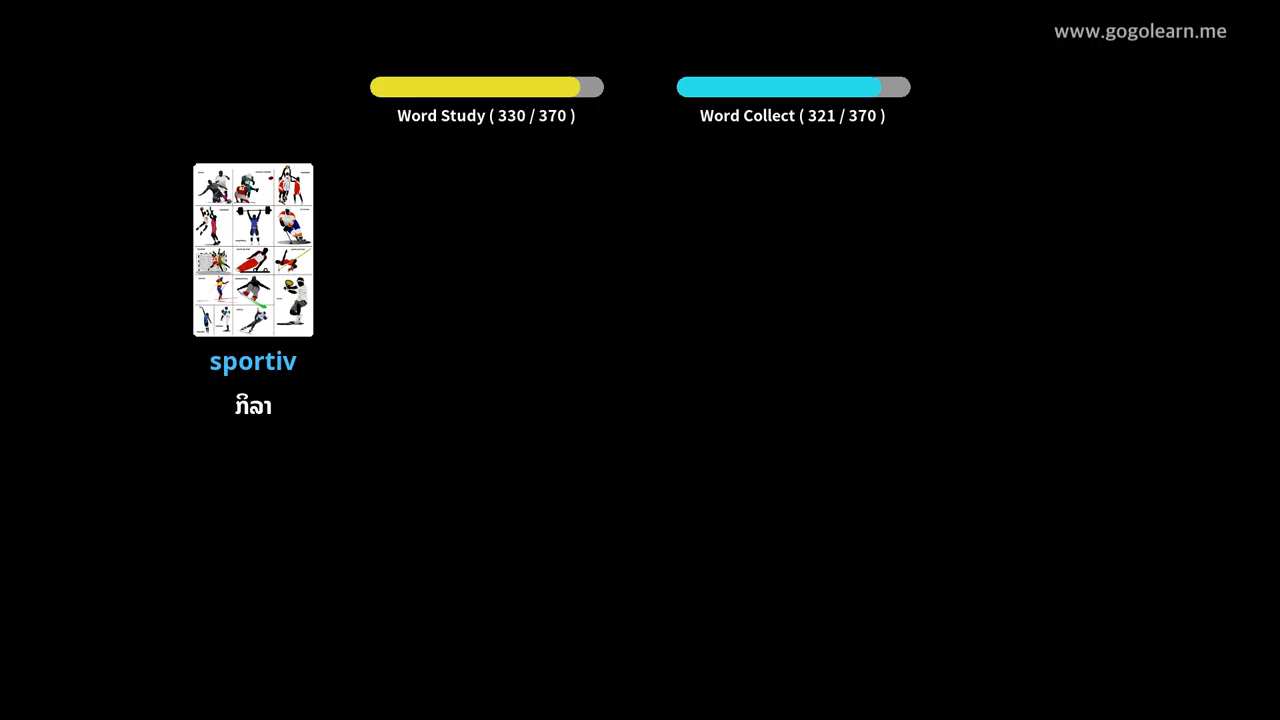 www.gogolearn.me
Word Study ( 330 / 370 )
Word Collect ( 321 / 370 )
sportiv
ກິລາ